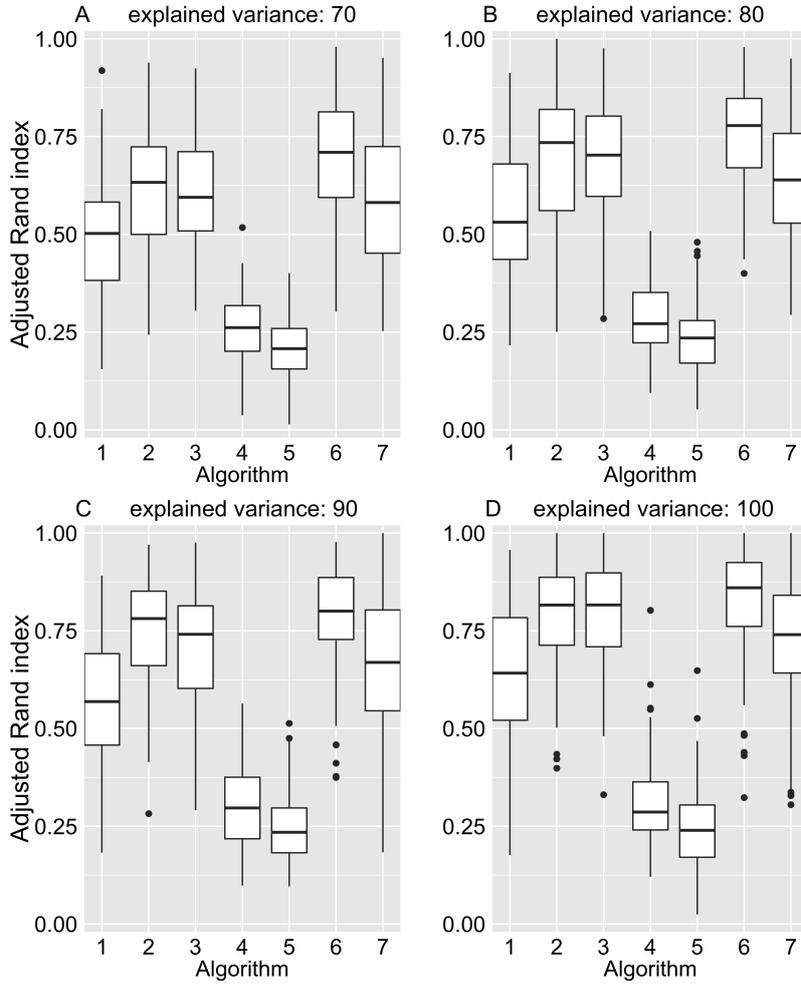 A explained variance: 70
1.00
0.75
0.50
0.25
0.00
Adjusted Rand index
1 2 3 4 5 6 7
Algorithm
B explained variance: 80
1.00
0.75
0.50
0.25
0.00
1 2 3 4 5 6 7
Algorithm
C explained variance: 90
1.00
0.75
0.50
0.25
0.00
Adjusted Rand index
1 2 3 4 5 6 7
Algorithm
D explained variance: 100
1.00
0.75
0.50
0.25
0.00
1 2 3 4 5 6 7
Algorithm